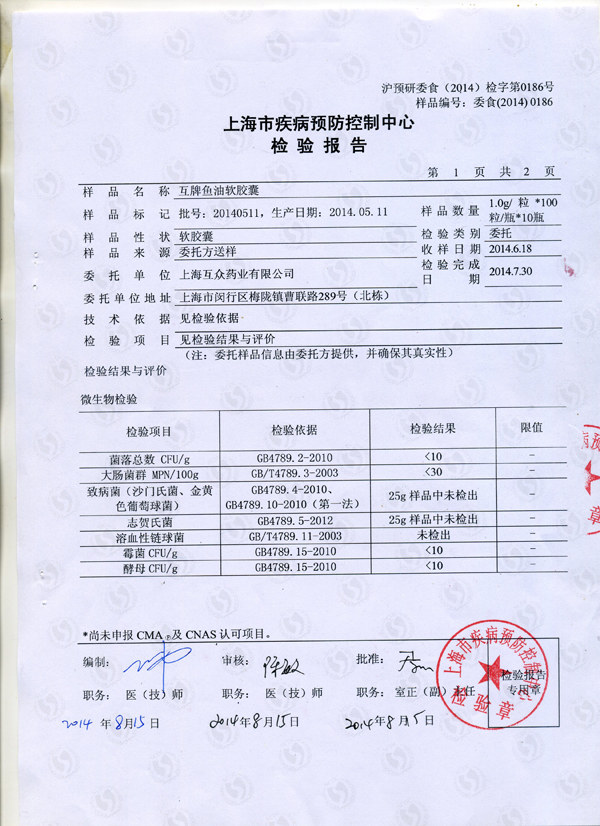 沪预研委食（2014）检字第0186号
样品编号：委食(2014) 0186
上海市疾病预防控制中心
检 验 报 告
第 1 页 共 2 页
样 品 名 称 互牌鱼油软胶囊
样 品 标 记 批号：20140511，生产日期：2014.05.11 样品数量 1.0g/ 粒 *100
粒/瓶*10瓶
样 品 性 状 软胶囊 检 验 类 别 委托
样 品 来 源 委托方送样 收 样 日 期 2014.6.18
委 托 单 位 上海互众药业有限公司 检 验 完 成
日 期 2014.7.30
委 托 单 位 地 址 上海市闵行区梅陇镇曹联路289号（北栋）
技 术 依 据 见检验依据
检 验 项 目 见检验结果与评价
（注：委托样品信息由委托方提供，并确保其真实性）
检验结果与评价
微生物检验
检验项目 检验依据 检验结果 限值
菌落总数 CFU/g GB4789.2-2010 <10 -
大肠菌群 MPN/100g GB/T4789.3-2003 <30 -
致病菌（沙门氏菌、金黄
色葡萄球菌） GB4789.4-2010、
GB4789.10-2010（第一法） 25g 样品中未检出 -
志贺氏菌 GB4789.5-2012 25g 样品中未检出 -
溶血性链球菌 GB/T4789.11-2003 未检出 -
霉菌CFU/g GB4789.15-2010 <10 -
酵母 CFU/g GB4789.15-2010 <10 -
*尚未申报 CMA 及 CNAS 认可项目。
编制： 审核： 批准：
职务： 医（技）师 职务： 医（技）师 职务：室正（副）主任
2014 年 8月15日 2014年8月15日 2014年8月15日
上海市疾病预防控制中心
检验章
检验报告
专用章
章